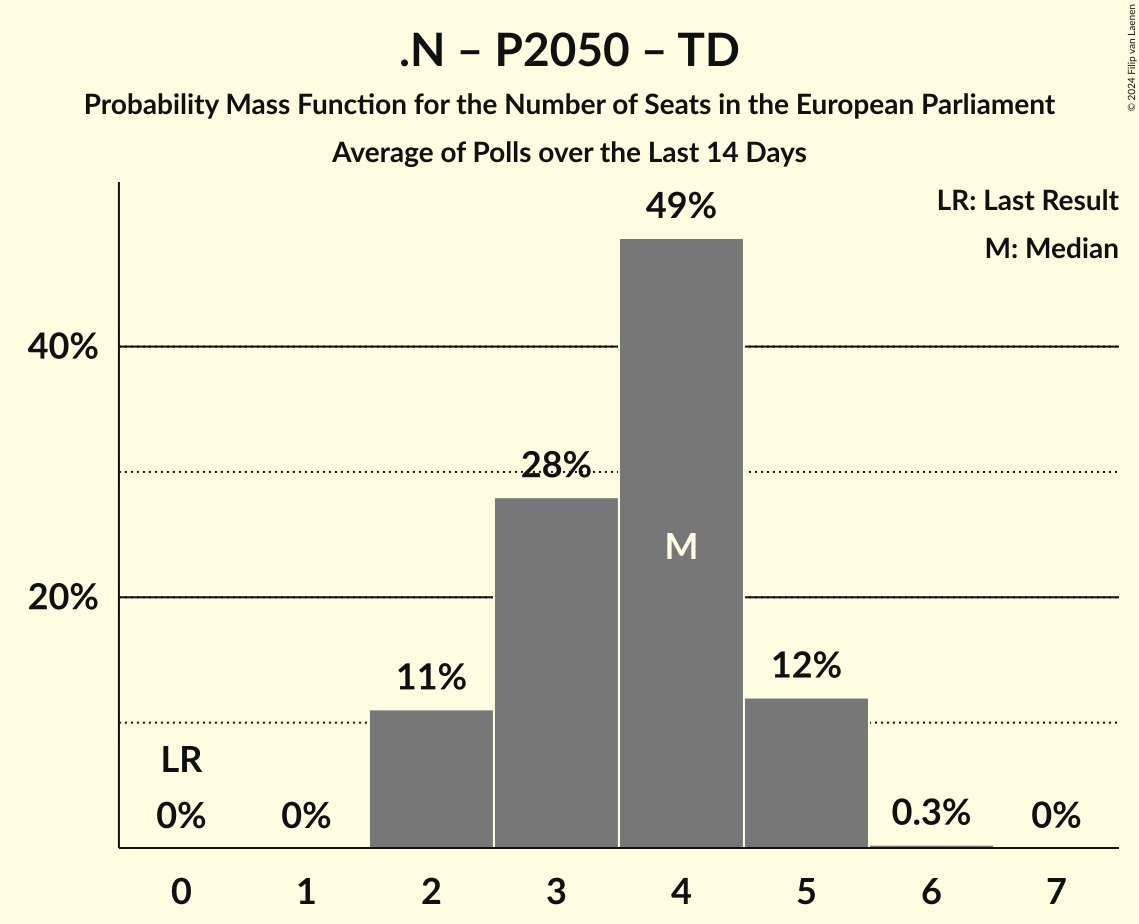 .N – P2050 – TD
Probability Mass Function for the Number of Seats in the European Parliament
Average of Polls over the Last 14 Days
© 2024 Filip van Laenen
LR: Last Result
M: Median
49%
40%
28%
M
20%
12%
11%
LR
0%
0%
0.3%
0%
0 1 2 3 4 5 6 7